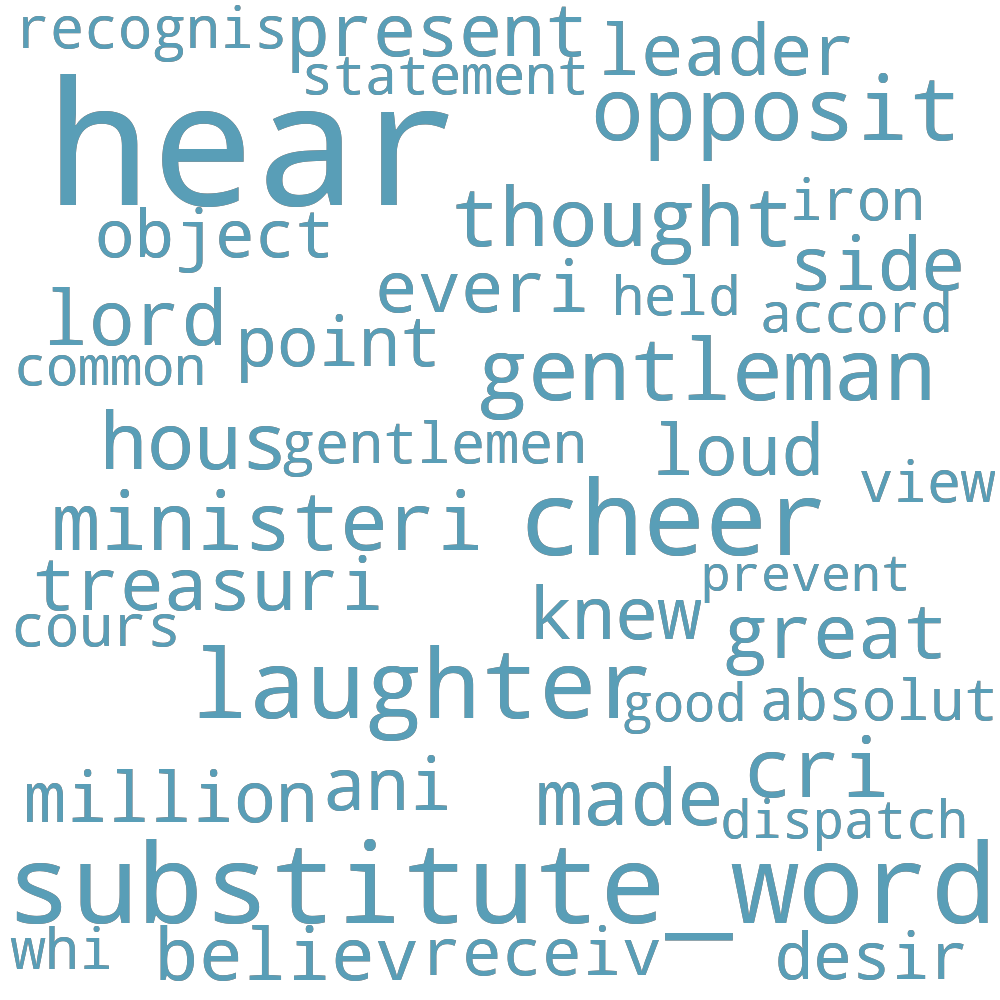 recognis present leader
statement
hear opposit
object thought iron
side
lord everi held accord
common point gentleman
hous gentlemen loud view
ministeri cheer
treasuri prevent
cours knew great
laughter good absolut
million ani made cri
dispatch
substitute_word
whi believ receiv desir